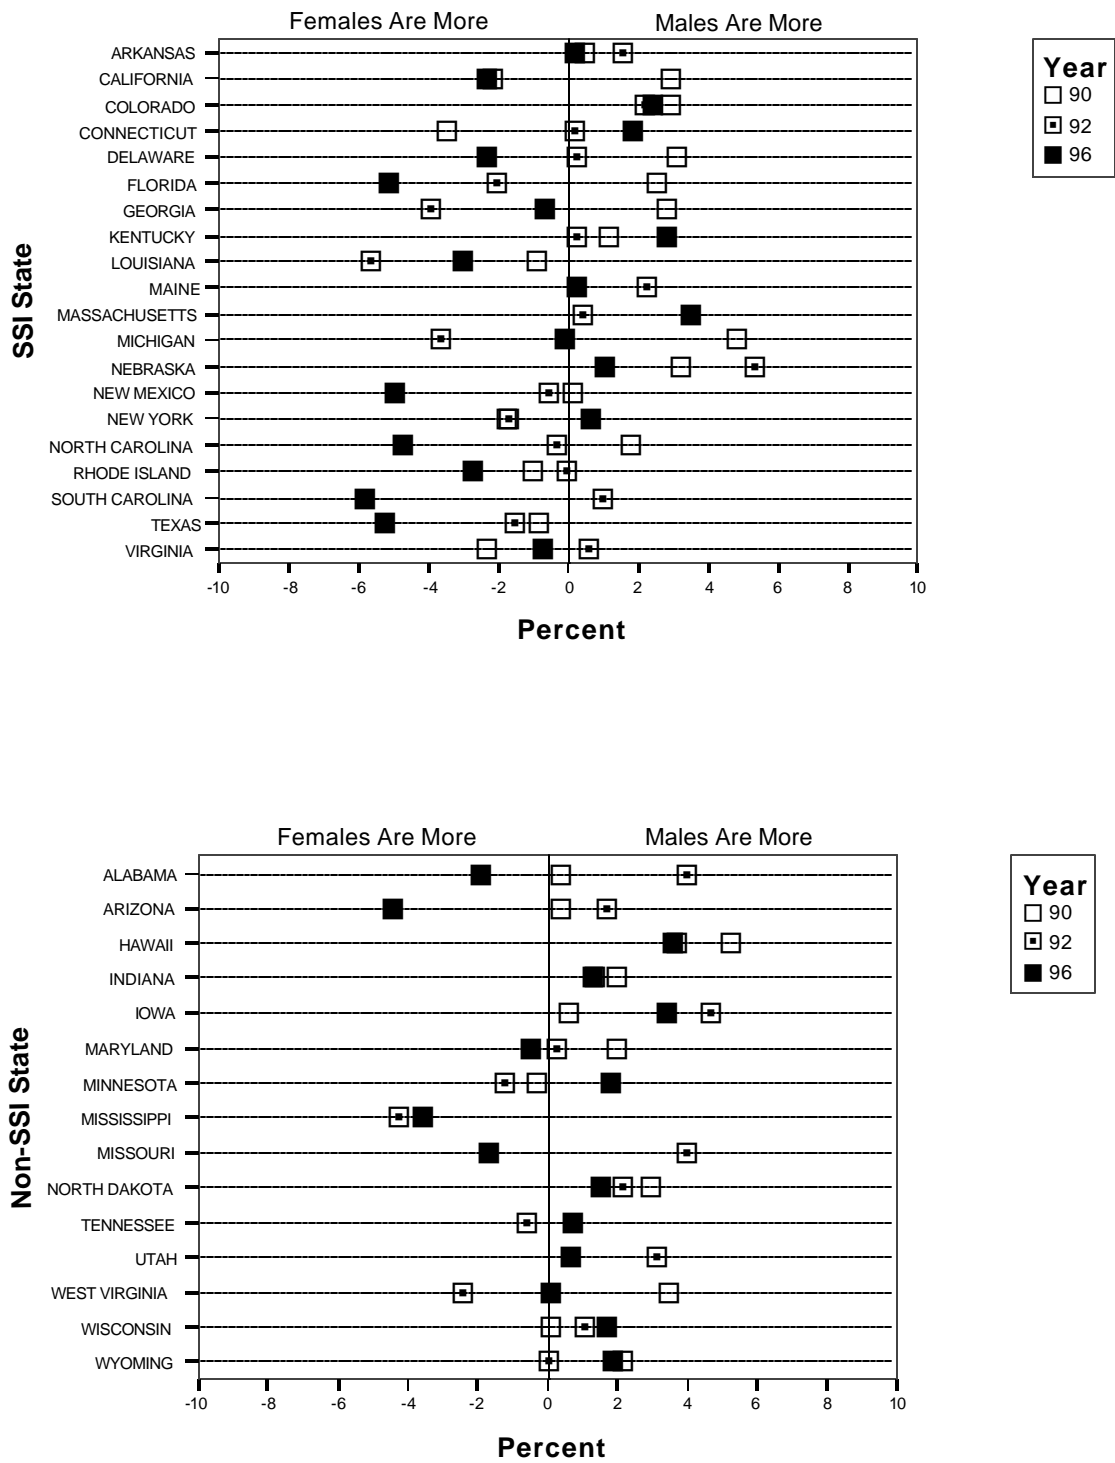 Females Are More Males Are More
SSI State
ARKANSAS
CALIFORNIA
COLORADO
CONNECTICUT
DELAWARE
FLORIDA
GEORGIA
KENTUCKY
LOUISIANA
MAINE
MASSACHUSETTS
MICHIGAN
NEBRASKA
NEW MEXICO
NEW YORK
NORTH CAROLINA
RHODE ISLAND
SOUTH CAROLINA
TEXAS
VIRGINIA
-10 -8 -6 -4 -2 0 2 4 6 8 10
Percent
Year
90
92
96
Females Are More Males Are More
Non-SSI State
ALABAMA
ARIZONA
HAWAII
INDIANA
IOWA
MARYLAND
MINNESOTA
MISSISSIPPI
MISSOURI
NORTH DAKOTA
TENNESSEE
UTAH
WEST VIRGINIA
WISCONSIN
WYOMING
-10 -8 -6 -4 -2 0 2 4 6 8 10
Percent
Year
90
92
96